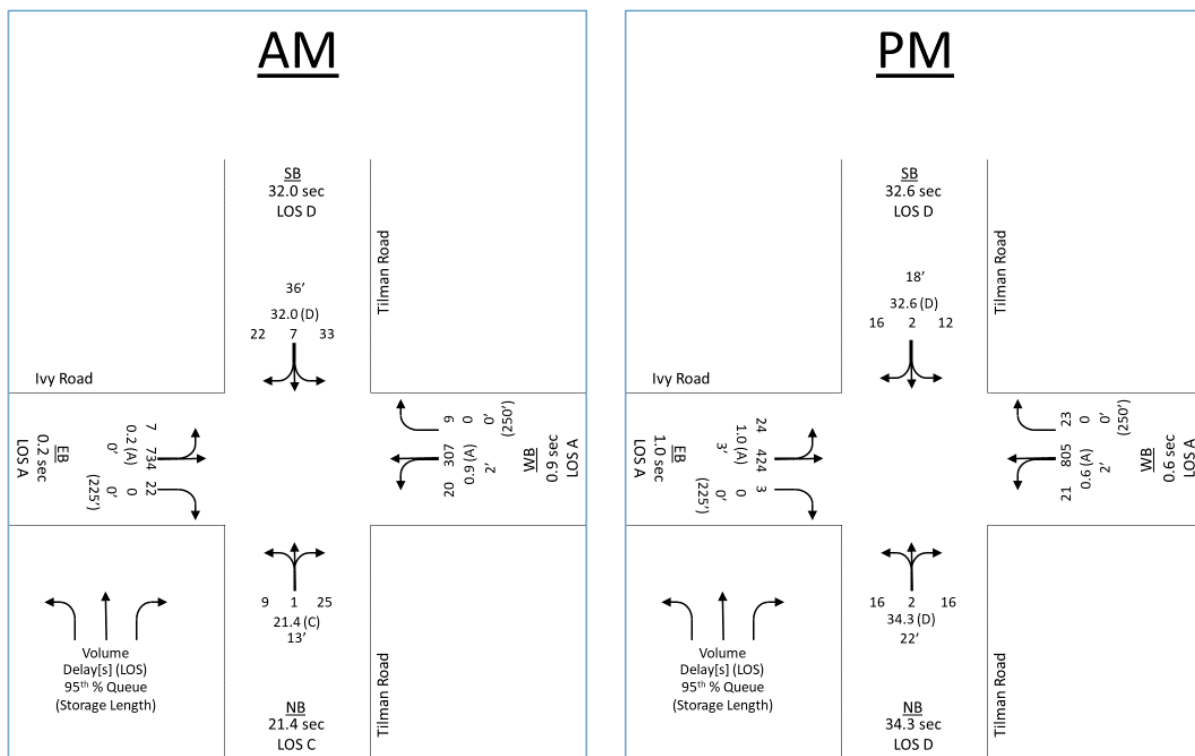 AM
SB
32.0 sec
LOS D
Tilman Road
36’
32.0 (D)
22 7 33
Ivy Road
7
734
22
0.2 (A)
0
0’
0’
(225’)
EB
0.2 sec
LOS A
9
307
20
0
0.9 (A)
0’
2’
(250’)
WB
0.9 sec
LOS A
9 1 25
21.4 (C)
13’
NB
21.4 sec
LOS C
Tilman Road
Volume
Delay[s] (LOS)
95th % Queue
(Storage Length)
PM
SB
32.6 sec
LOS D
Tilman Road
18’
32.6 (D)
16 2 12
Ivy Road
24
424
3
1.0 (A)
0
3’
0’
(225’)
EB
1.0 sec
LOS A
23
805
21
0
0.6 (A)
0’
2’
(250’)
WB
0.6 sec
LOS A
16 2 16
34.3 (D)
22’
NB
34.3 sec
LOS D
Tilman Road
Volume
Delay[s] (LOS)
95th % Queue
(Storage Length)